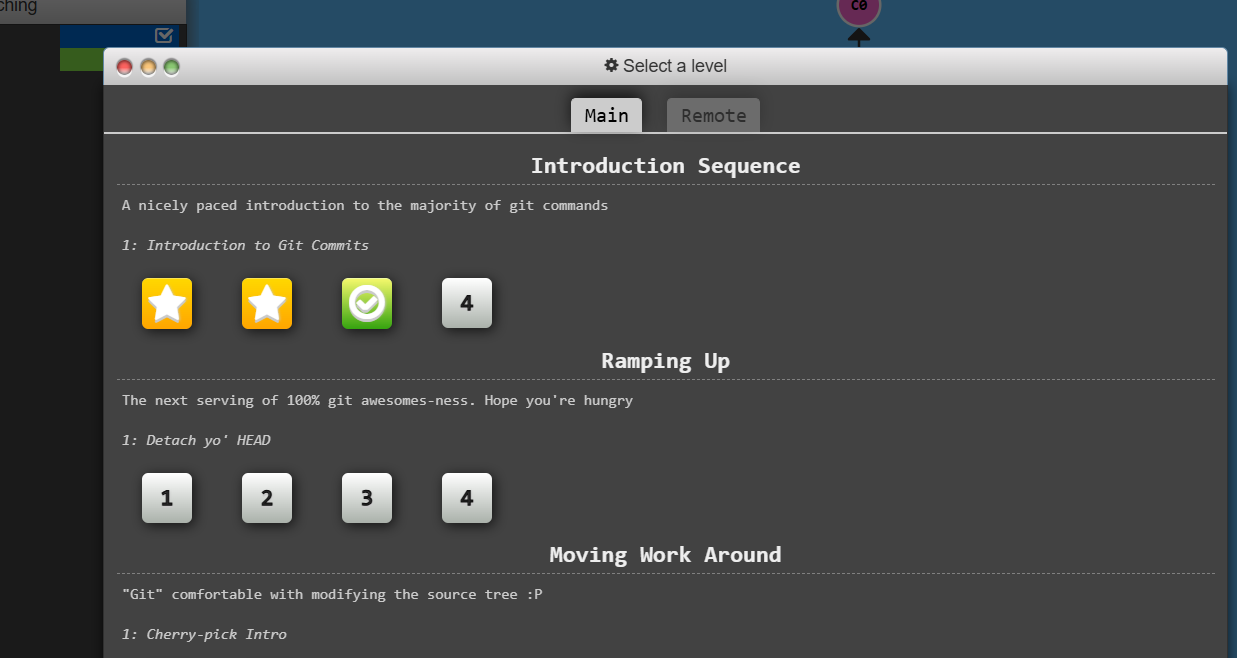 ching
C0
Select a level
Main Remote
Introduction Sequence
A nicely paced introduction to the majority of git commands
1: Introduction to Git Commits
4
Ramping Up
The next serving of 100% git awesomes-ness. Hope you're hungry
1: Detach yo' HEAD
1 2 3 4
Moving Work Around
"Git" comfortable with modifying the source tree :P
1: Cherry-pick Intro